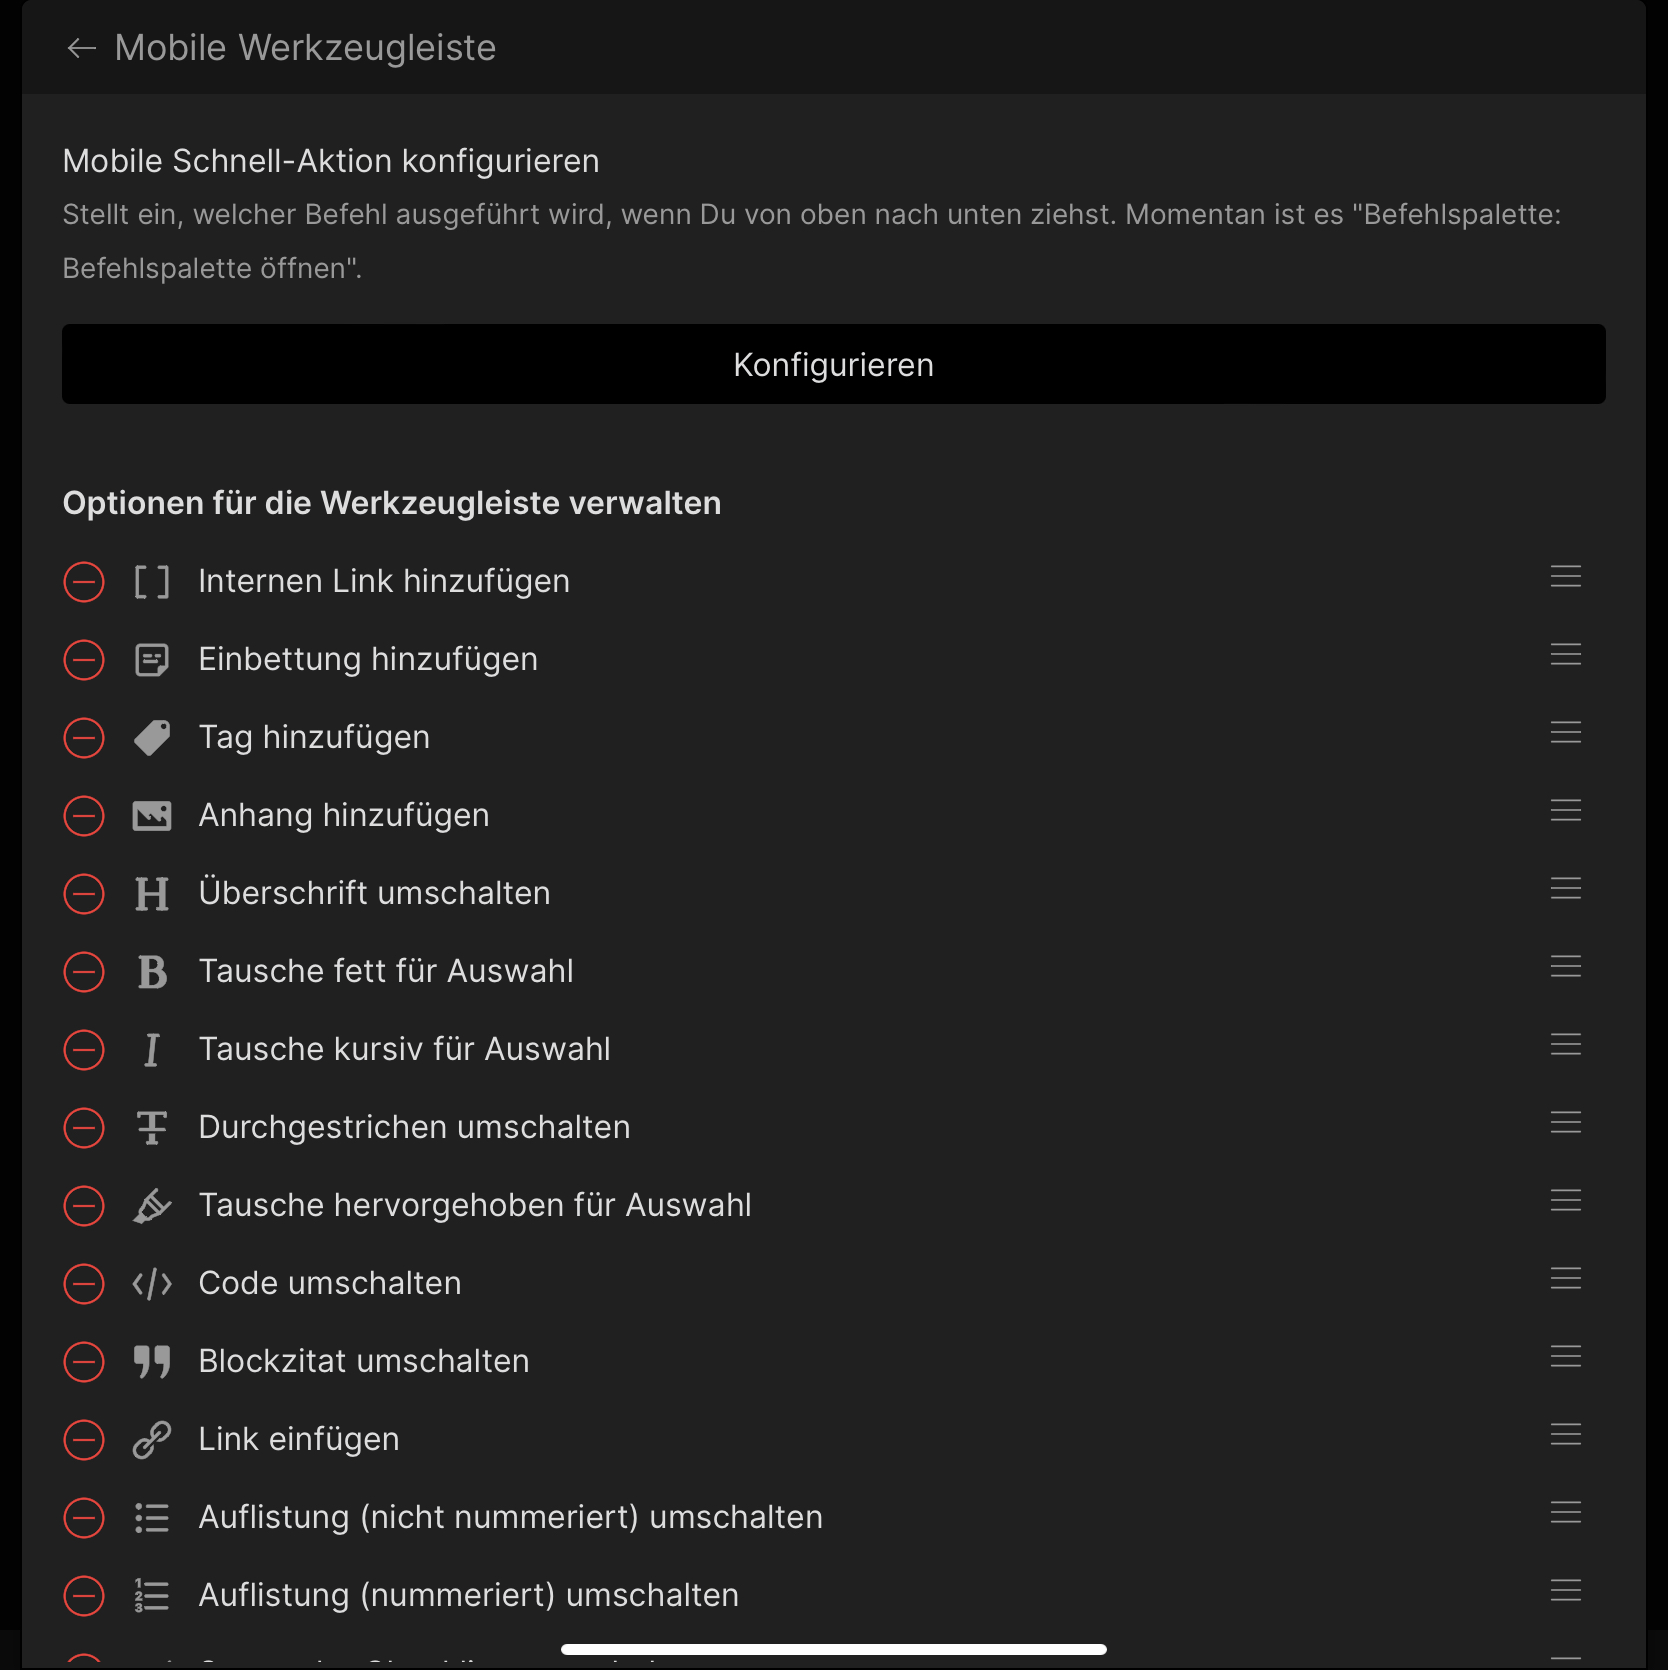 Mobile Werkzeugleiste
Mobile Schnell-Aktion konfigurieren
Stellt ein, welcher Befehl ausgeführt wird, wenn Du von oben nach unten ziehst. Momentan ist es "Befehlspalette:
Befehlspalette öffnen".
Konfigurieren
Optionen für die Werkzeugleiste verwalten
Internen Link hinzufügen
Einbettung hinzufügen
Tag hinzufügen
Anhang hinzufügen
Überschrift umschalten
Tausche fett für Auswahl
Tausche kursiv für Auswahl
Durchgestrichen umschalten
Tausche hervorgehoben für Auswahl
Code umschalten
Blockzitat umschalten
Link einfügen
Auflistung (nicht nummeriert) umschalten
Auflistung (nummeriert) umschalten